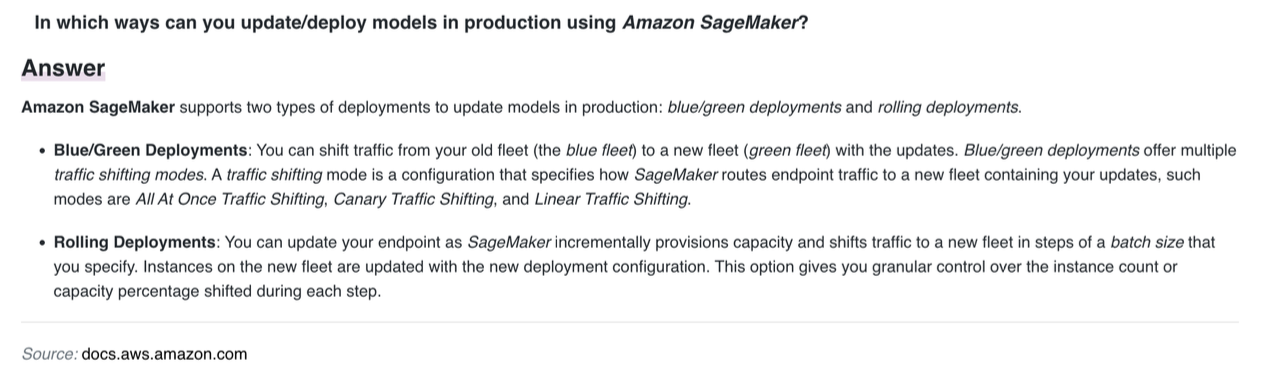 In which ways can you update/deploy models in production using Amazon SageMaker?
Answer
Amazon SageMaker supports two types of deployments to update models in production: blue/green deployments and rolling deployments.
• Blue/Green Deployments: You can shift traffic from your old fleet (the blue fleet) to a new fleet (green fleet) with the updates. Blue/green deployments offer multiple
traffic shifting modes. A traffic shifting mode is a configuration that specifies how SageMaker routes endpoint traffic to a new fleet containing your updates, such
modes are All At Once Traffic Shifting, Canary Traffic Shifting, and Linear Traffic Shifting.
• Rolling Deployments: You can update your endpoint as SageMaker incrementally provisions capacity and shifts traffic to a new fleet in steps of a batch size that
you specify. Instances on the new fleet are updated with the new deployment configuration. This option gives you granular control over the instance count or
capacity percentage shifted during each step.
Source: docs.aws.amazon.com